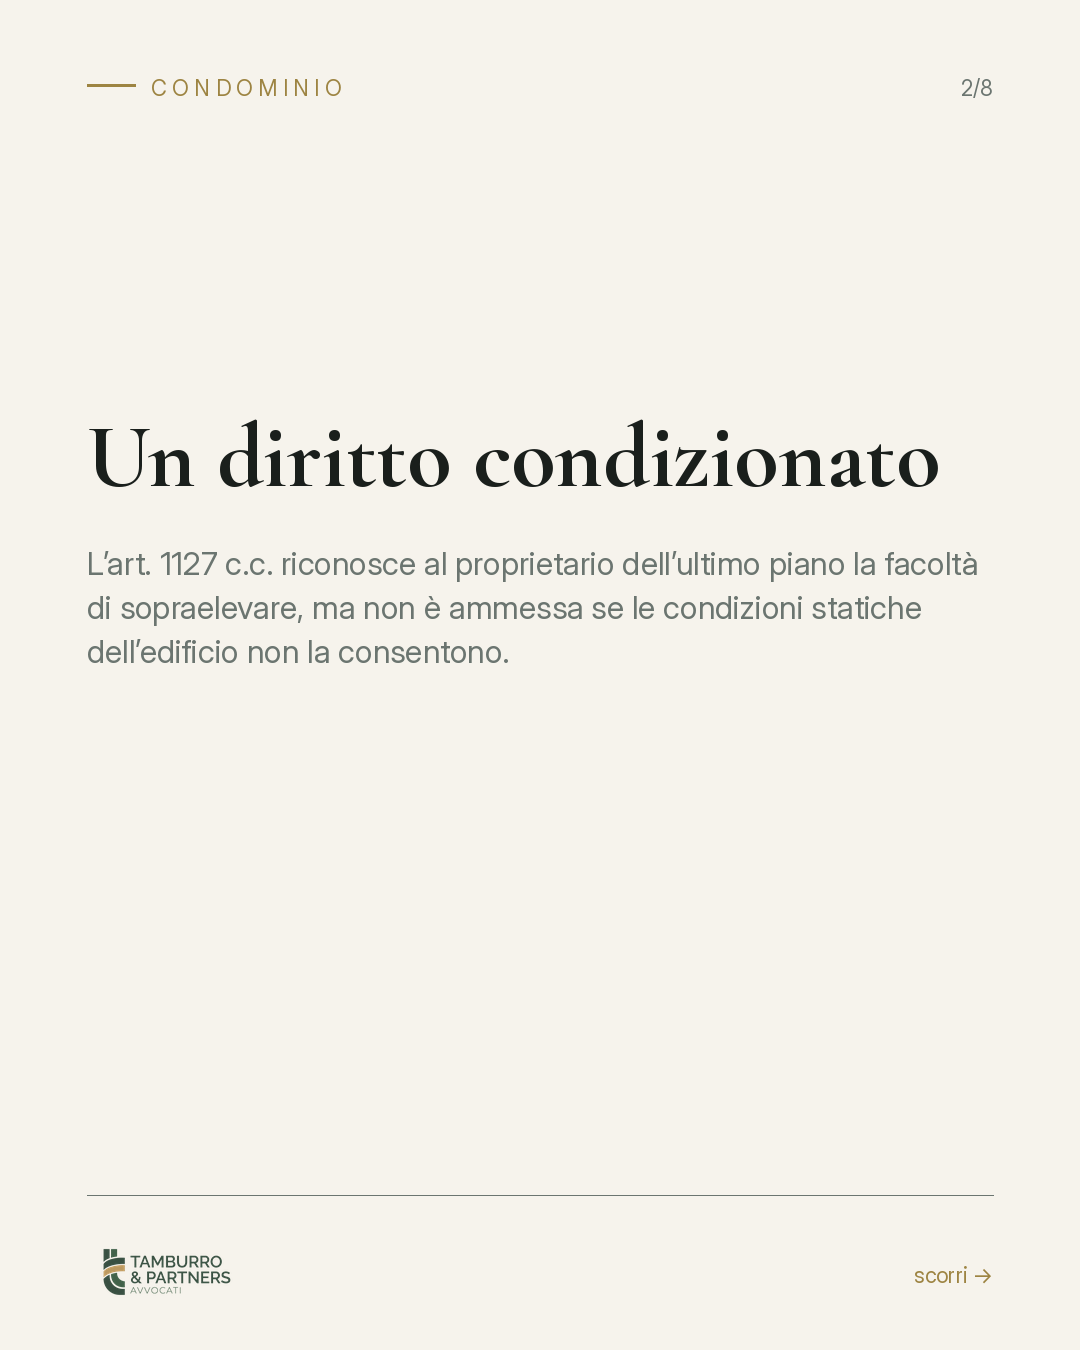 CONDOMINIO
2/8
Un diritto condizionato
L’art. 1127 c.c. riconosce al proprietario dell’ultimo piano la facoltà
di sopraelevare, ma non è ammessa se le condizioni statiche
dell’edificio non la consentono.
TAMBURRO
& PARTNERS
AVVOCATI
scorri →